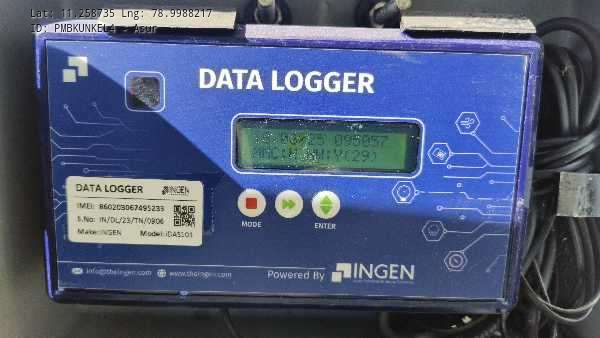 Lat: 11.258735 Lng: 78.9988217
ID: PMBKUNKEL4 - Asur
DATA LOGGER
095057
DATA LOGGER
INGEN
IMEI: 860203067495233
S.No: IN/DL/23/TN/0806
Make: INGEN Model: iDAS101
MODE
ENTER
info@theingen.com
www.theingen.com
Powered By INGEN